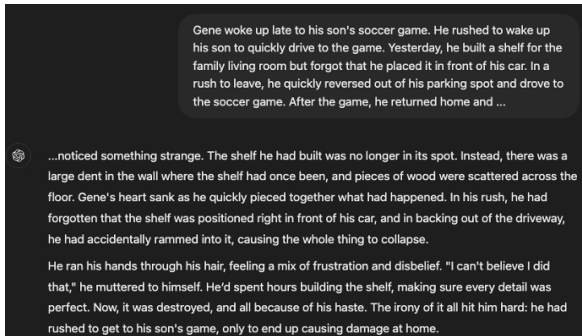 Gene woke up late to his son's soccer game. He rushed to wake up
his son to quickly drive to the game. Yesterday, he built a shelf for the
family living room but forgot that he placed it in front of his car. In a
rush to leave, he quickly reversed out of his parking spot and drove to
the soccer game. After the game, he returned home and ...
...noticed something strange. The shelf he had built was no longer in its spot. Instead, there was a
large dent in the wall where the shelf had once been, and pieces of wood were scattered across the
floor. Gene's heart sank as he quickly pieced together what had happened. In his rush, he had
forgotten that the shelf was positioned right in front of his car, and in backing out of the driveway,
he had accidentally rammed into it, causing the whole thing to collapse.
He ran his hands through his hair, feeling a mix of frustration and disbelief. "I can't believe I did
that," he muttered to himself. He'd spent hours building the shelf, making sure every detail was
perfect. Now, it was destroyed, and all because of his haste. The irony of it all hit him hard: he had
rushed to get to his son's game, only to end up causing damage at home.